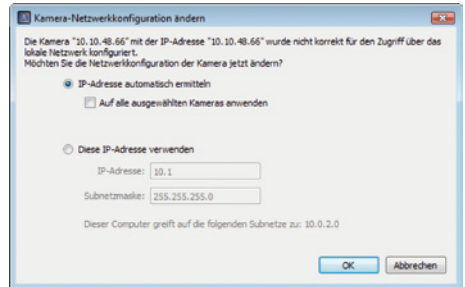 Kamera-Netzwerkkonfiguration ändern
Die Kamera "10.10.48.66" mit der IP-Adresse "10.10.48.66" wurde nicht korrekt für den Zugriff über das
lokale Netzwerk konfiguriert.
Möchten Sie die Netzwerkkonfiguration der Kamera jetzt ändern?
IP-Adresse automatisch ermitteln
Auf alle ausgewählten Kameras anwenden
Diese IP-Adresse verwenden
IP-Adresse: 10.1
Subnetzmaske: 255.255.255.0
Dieser Computer greift auf die folgenden Subnetze zu: 10.0.2.0
OK Abbrechen